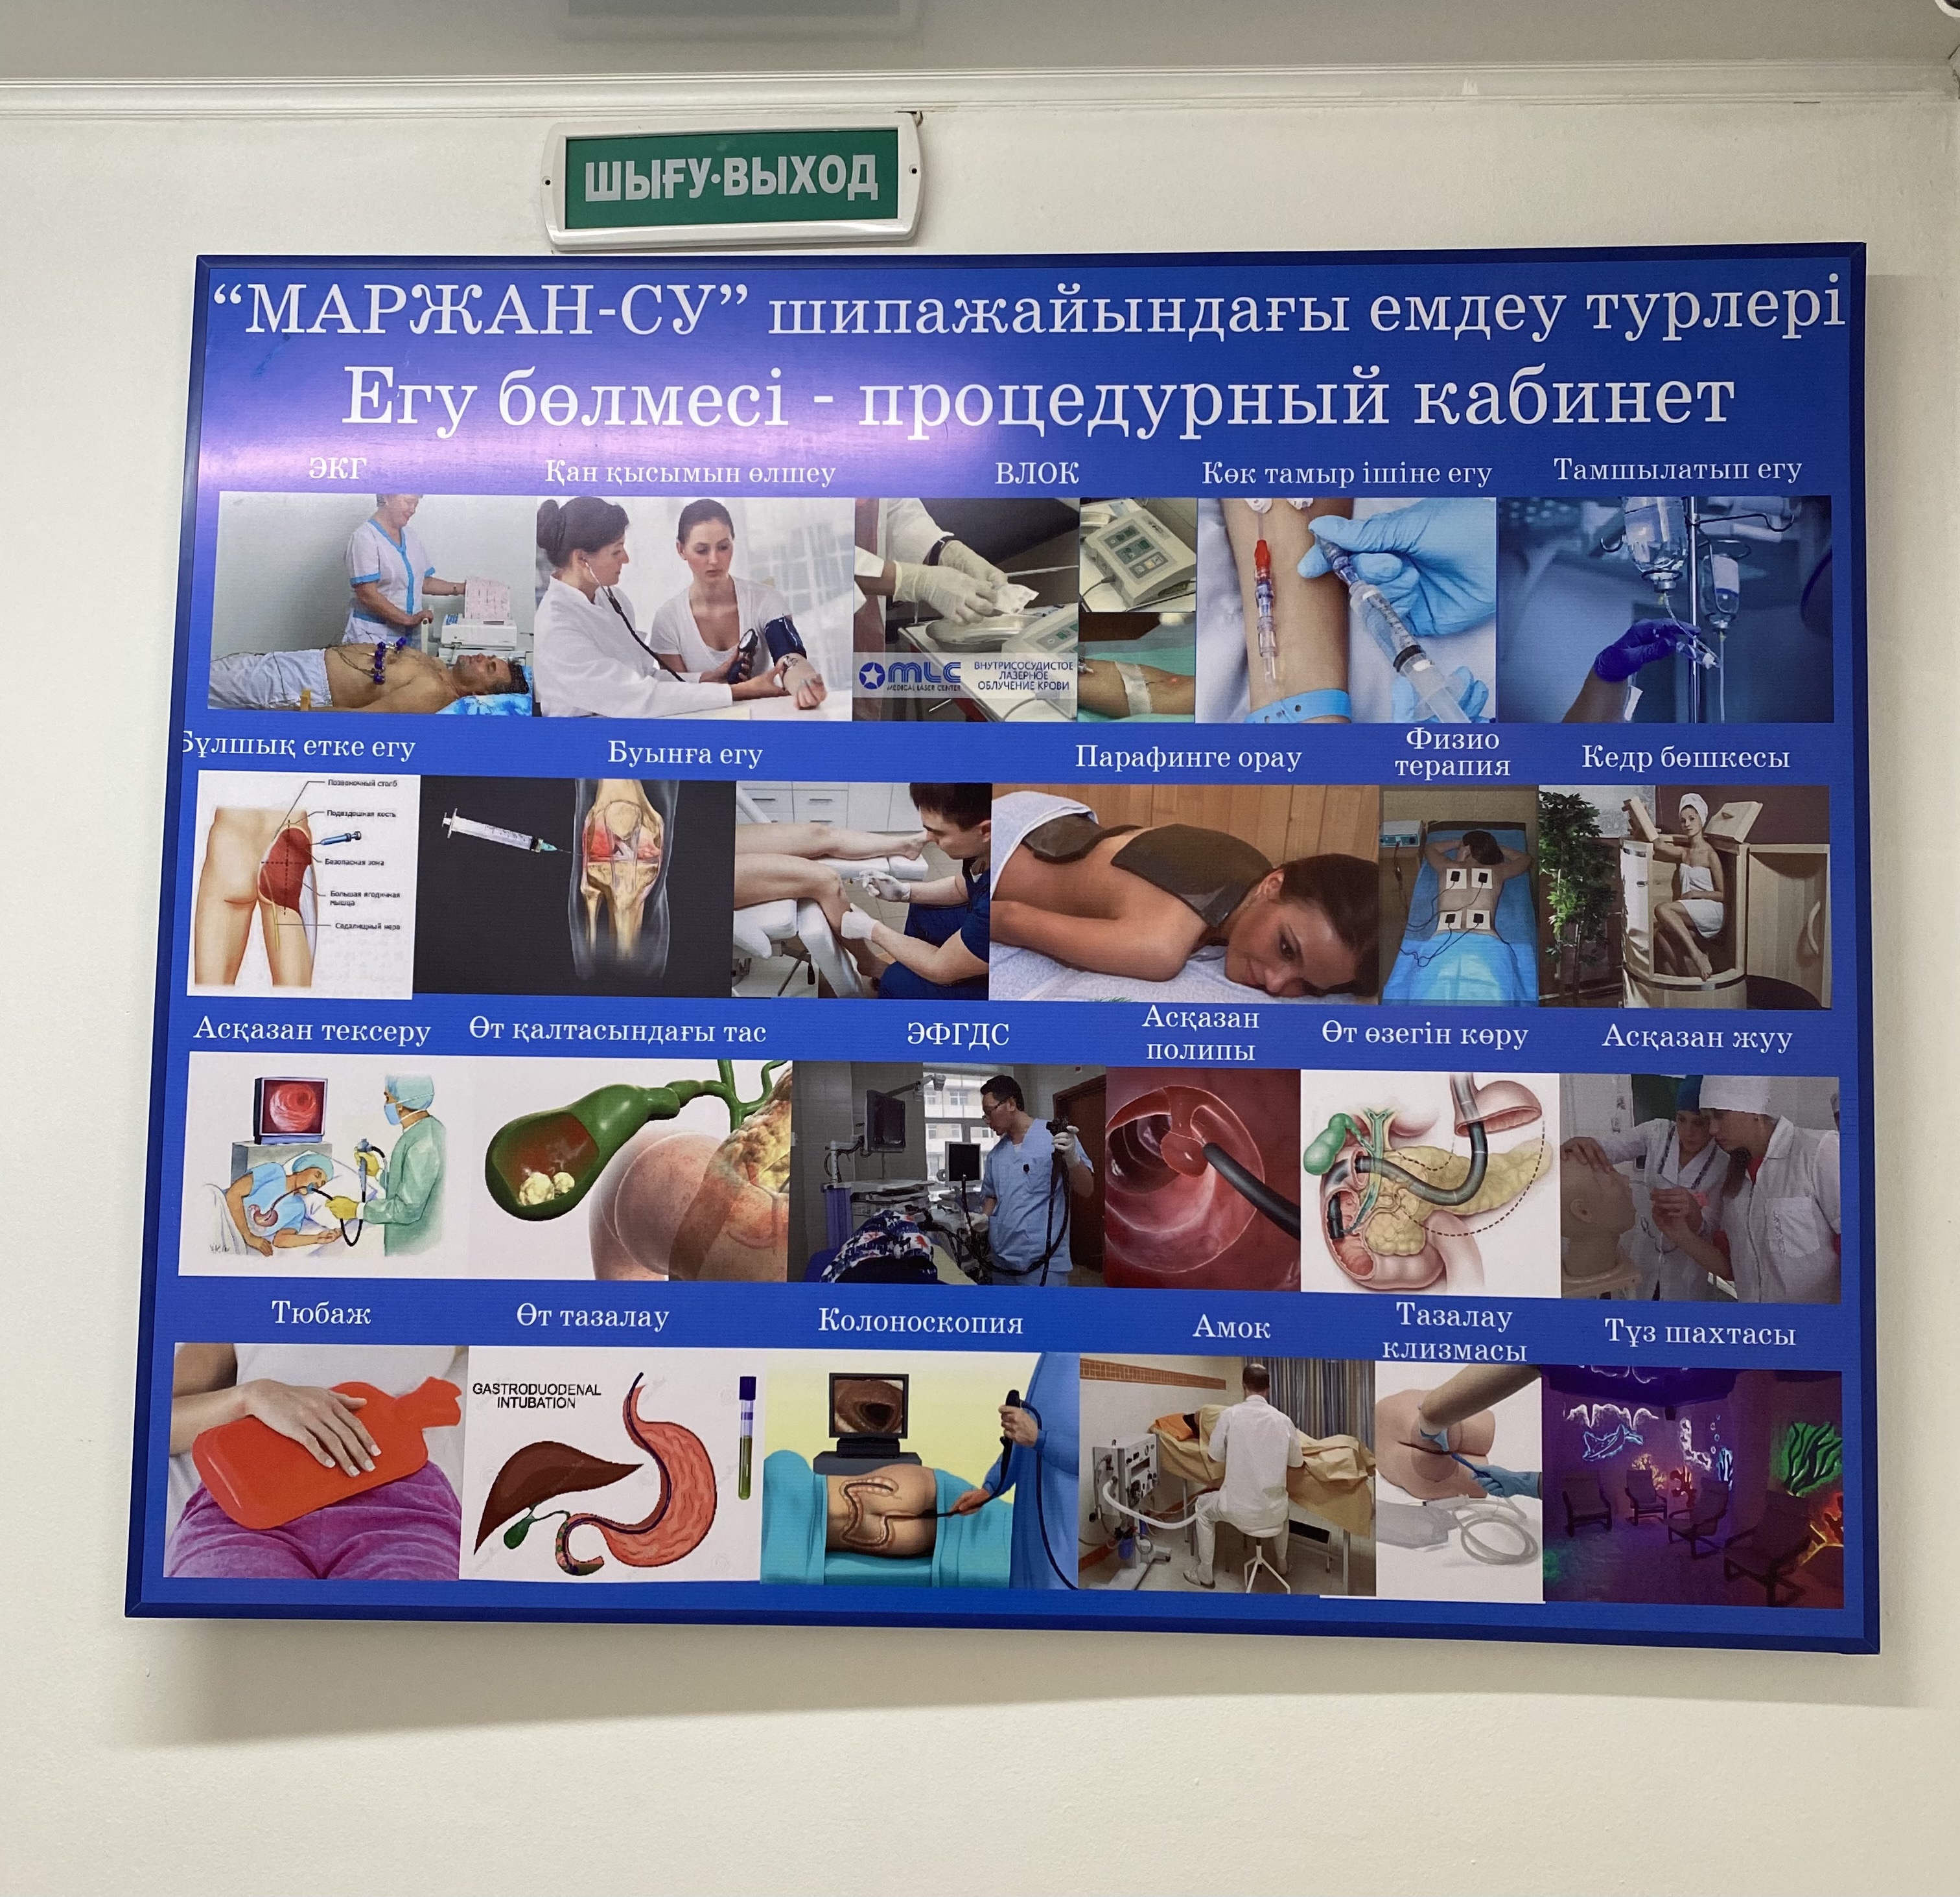 ШЫҒУ·ВЫХОД
“МАРЖАН-СУ” шипажайындағы емдеу турлері
Егу бөлмесі - процедурный кабинет
ЭКГ
Қан қысымын өлшеу
ВЛОК
Көк тамыр ішіне егу
Тамшылатып егу
MLC
MEDICAL LASER CENTER
ВНУТРИСОСУДИСТОЕ
ЛАЗЕРНОЕ
ОБЛУЧЕНИЕ КРОВИ
Бұлшық етке егу
Буынға егу
Парафинге орау
Физио
терапия
Кедр бөшкесы
Позвоночный столб
Подвздошная кость
Безопасная зона
Большая ягодичная
мышца
Седалищный нерв
Асқазан тексеру
Өт қалтасындағы тас
ЭФГДС
Асқазан
полипы
Өт өзегін көру
Асқазан жуу
Тюбаж
Өт тазалау
Колоноскопия
Амок
Тазалау
клизмасы
Тұз шахтасы
GASTRODUODENAL
INTUBATION